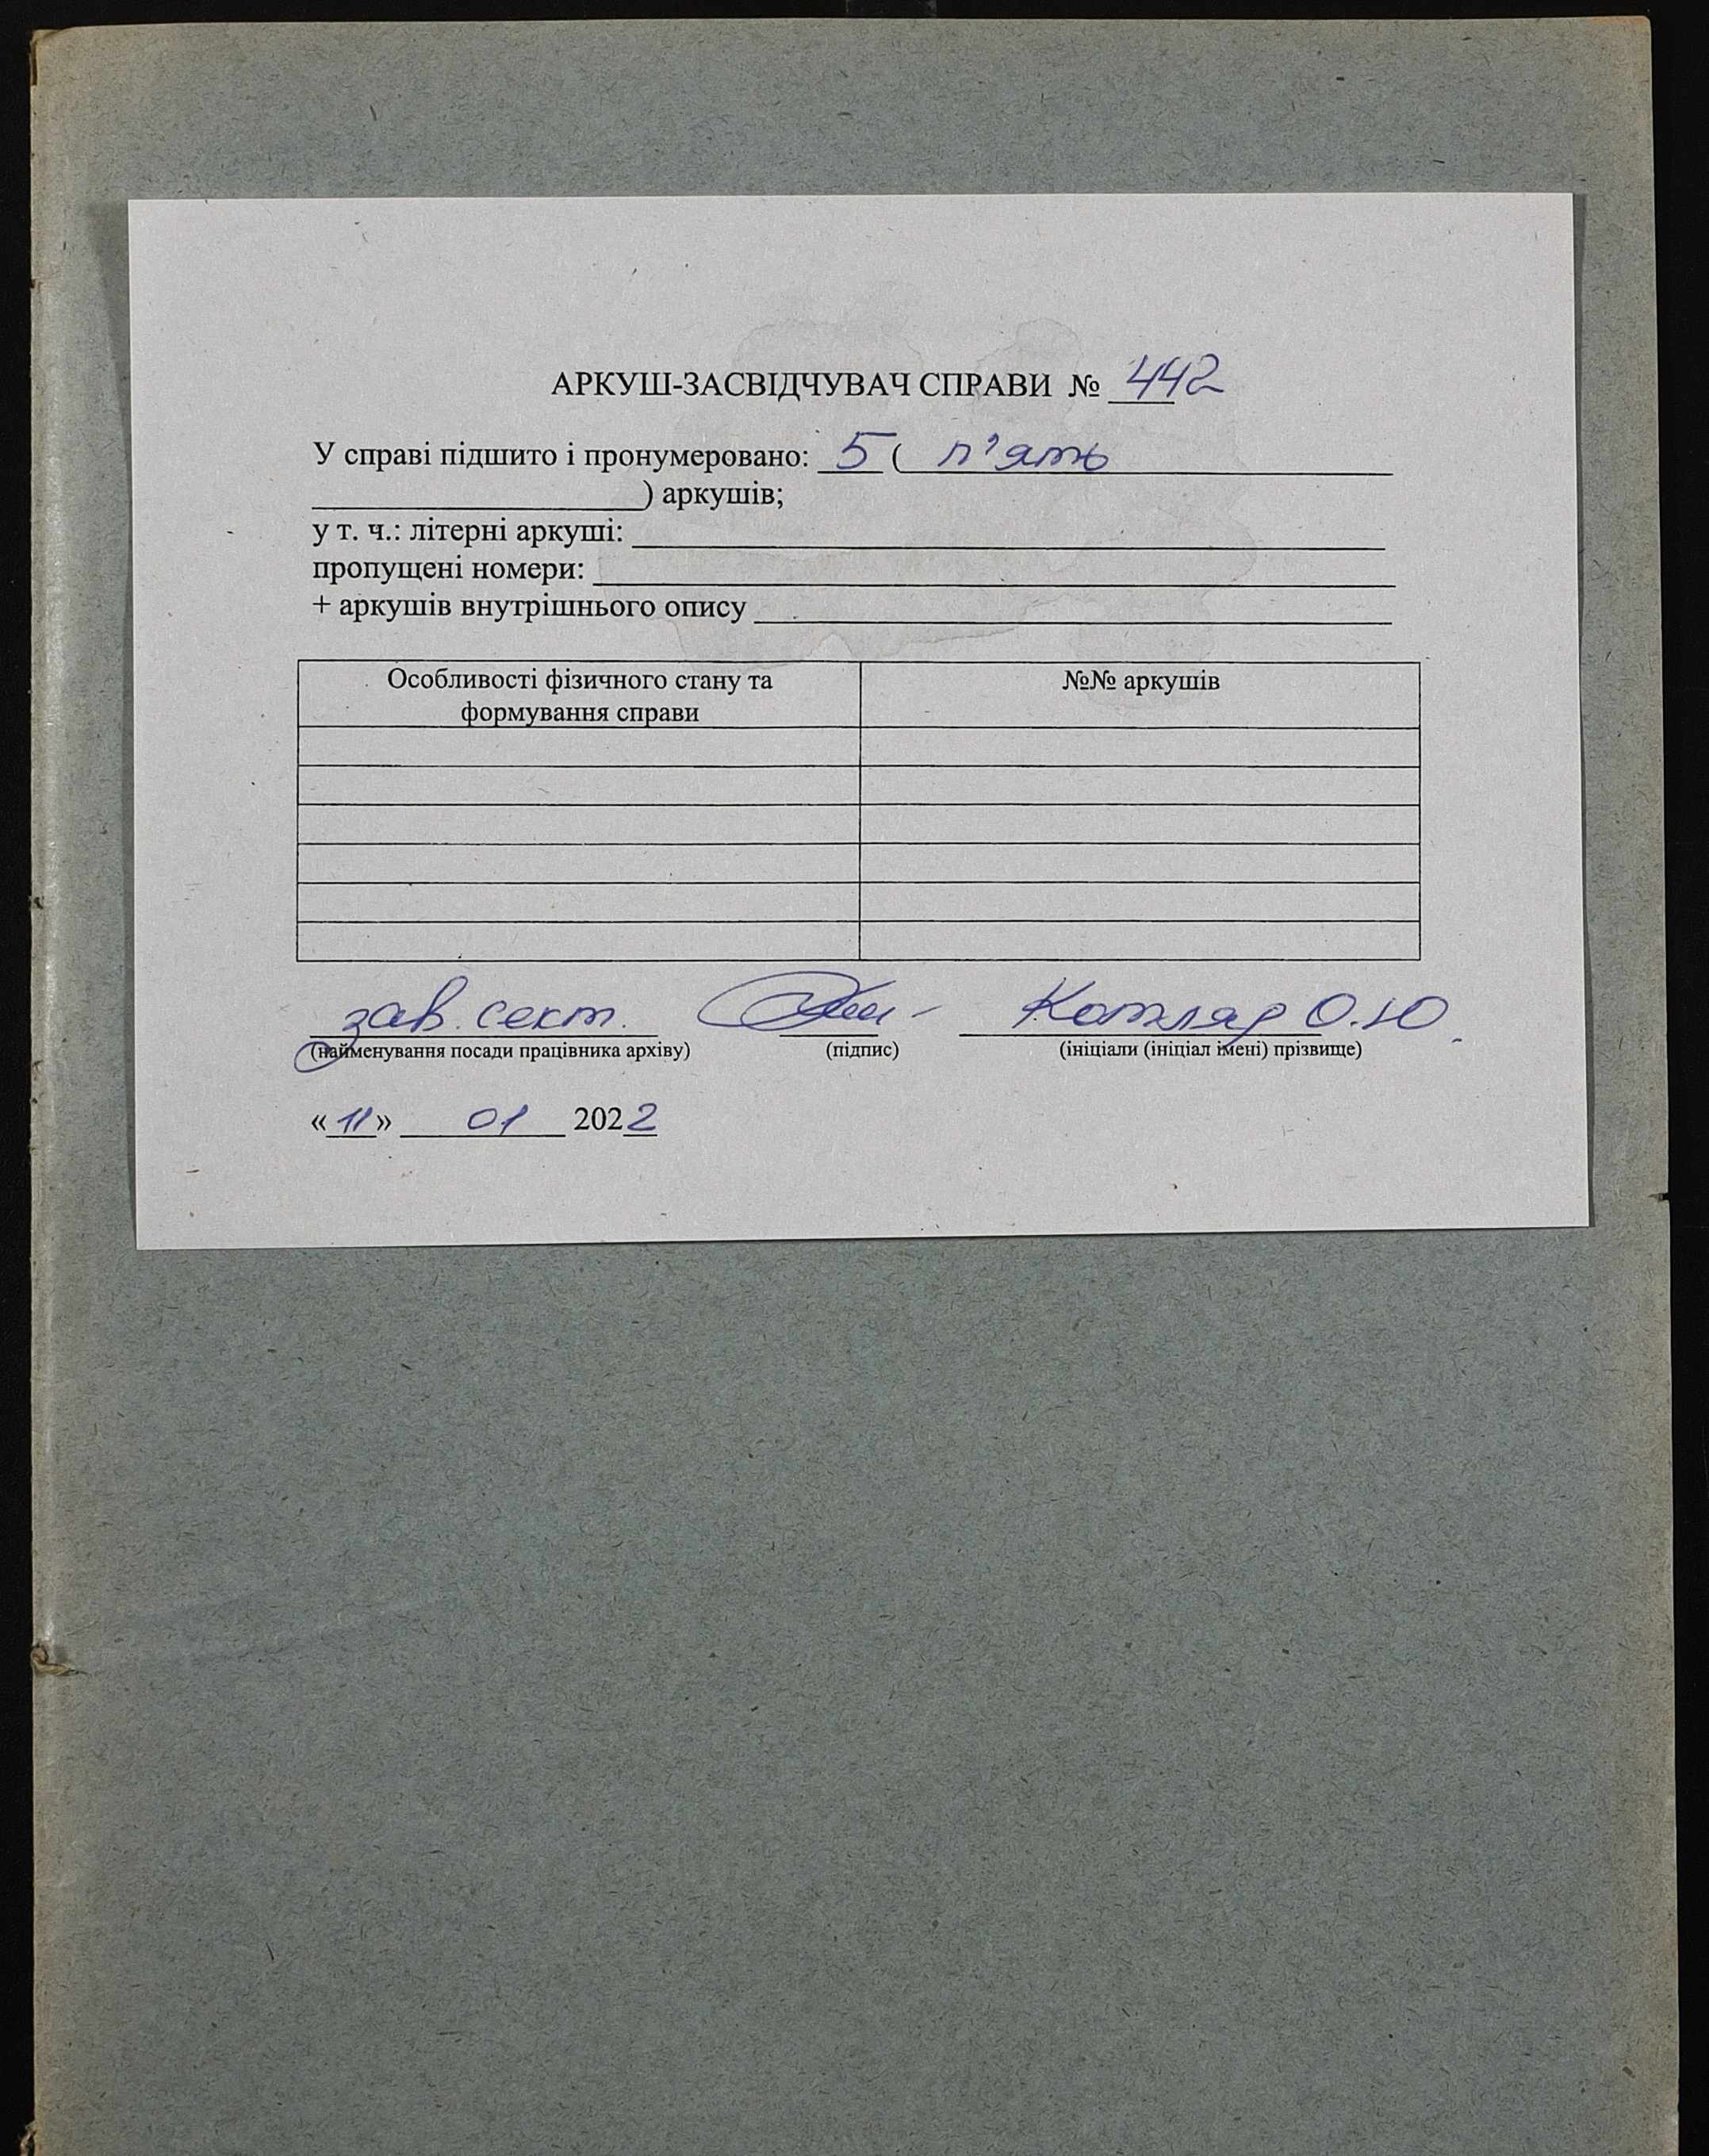 АРКУШ-ЗАСВІДЧУВАЧ СПРАВИ № 442
У справі підшито і пронумеровано: 5 ( п'ять
) аркушів;
у т. ч.: літерні аркуші:
пропущені номери:
+ аркушів внутрішнього опису
Особливості фізичного стану та №№ аркушів
формування справи
зав. сект. Котляр О.Ю.
(найменування посади працівника архіву) (підпис) (ініціали (ініціал імені) прізвище)
«11» 01 2022